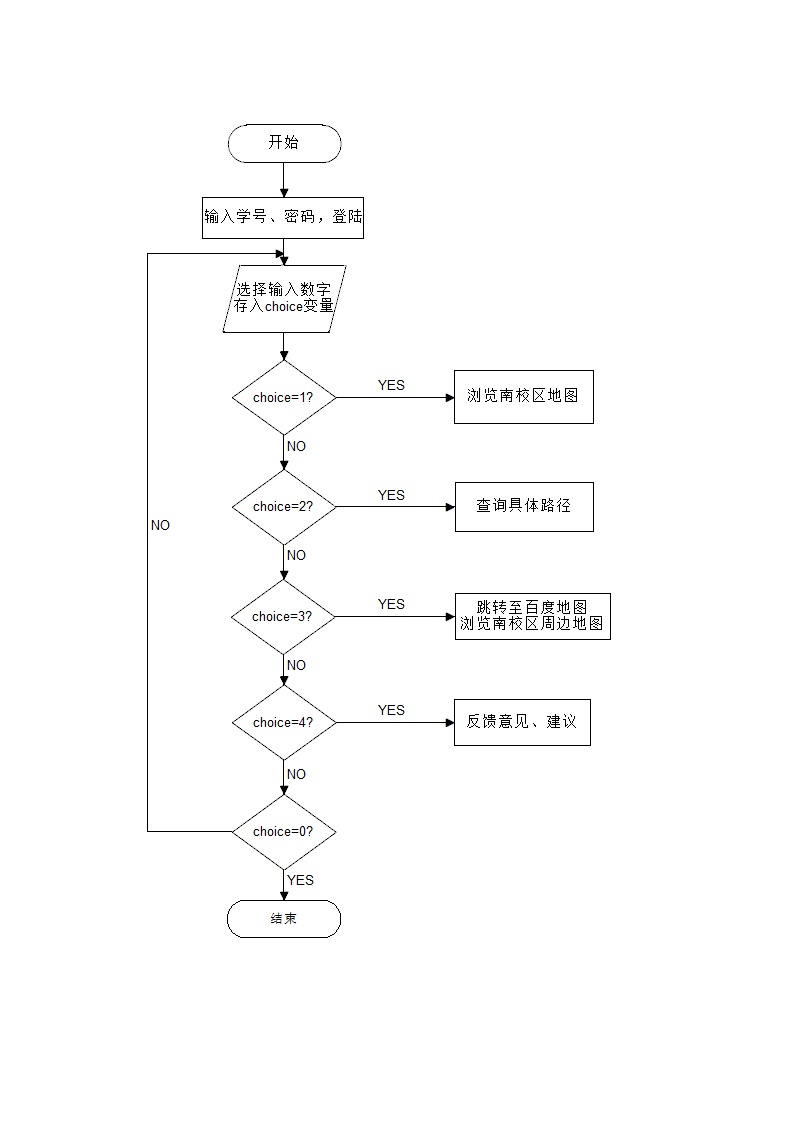 开始
输入学号、密码，登陆
选择输入数字
存入choice变量
choice=1?
YES
浏览南校区地图
NO
choice=2?
YES
查询具体路径
NO
NO
choice=3?
YES
跳转至百度地图
浏览南校区周边地图
NO
choice=4?
YES
反馈意见、建议
NO
choice=0?
YES
结束